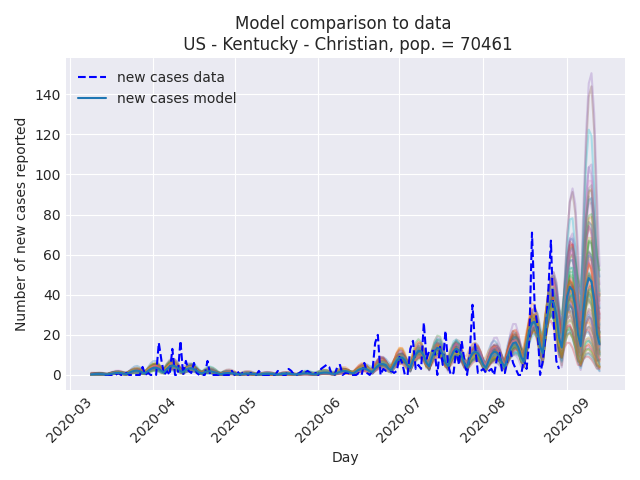 Model comparison to data
US - Kentucky - Christian, pop. = 70461
new cases data
new cases model
Number of new cases reported
140
120
100
80
60
40
20
0
2020-03
2020-04
2020-05
2020-06
2020-07
2020-08
2020-09
Day